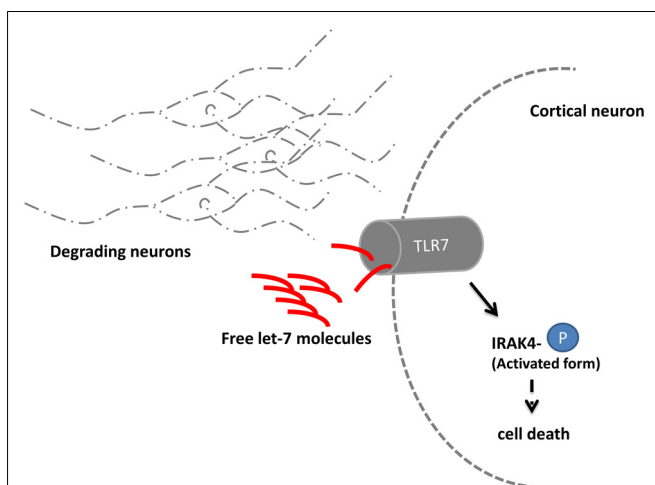 Cortical neuron
TLR7
Degrading neurons
Free let-7 molecules
IRAK4- P
(Activated form)
cell death